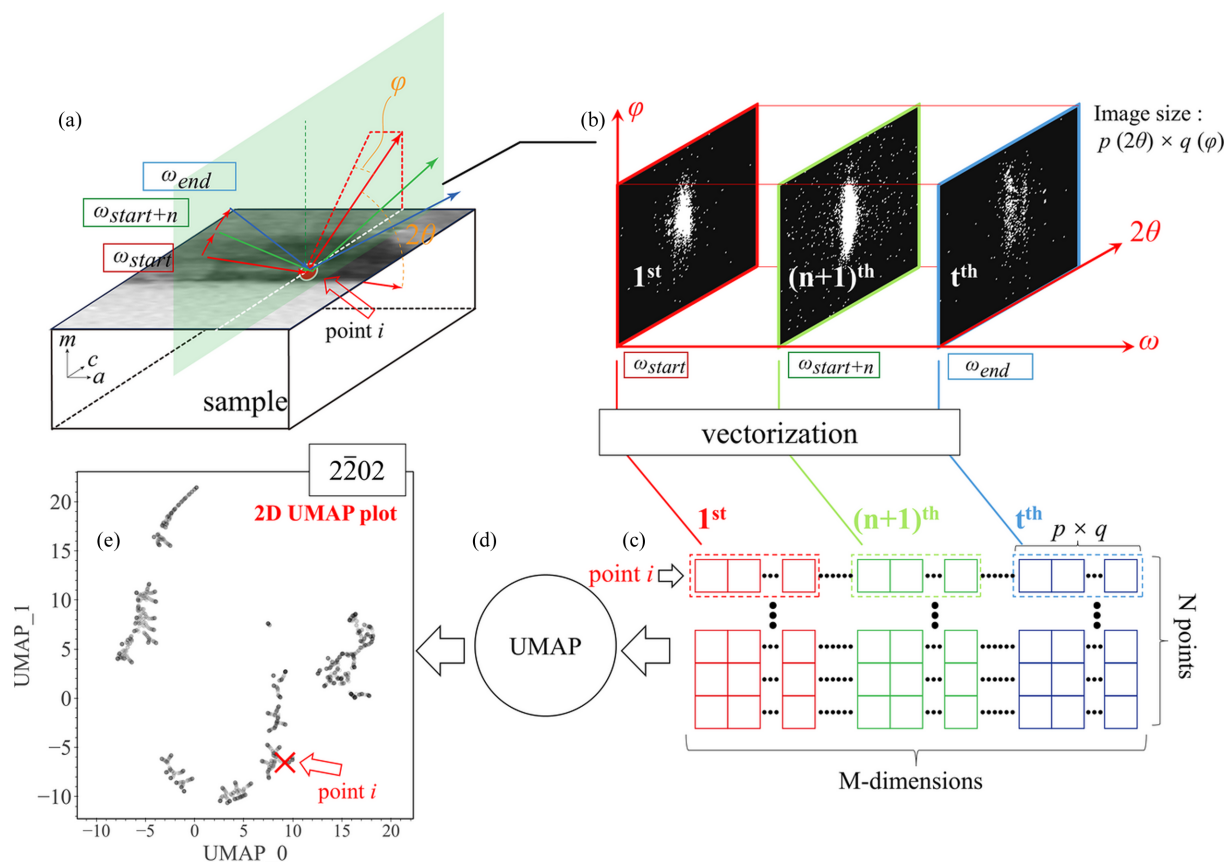 (a)
φ
ω_end
ω_start+n
ω_start
2θ
point i
m
c
a
sample
(b)
φ
Image size :
p (2θ) × q (φ)
1st
(n+1)th
tth
2θ
ω
ω_start
ω_start+n
ω_end
vectorization
1st
(n+1)th
tth
(c)
p × q
point i
N points
M-dimensions
(d)
UMAP
(e)
22̅02
2D UMAP plot
20
15
10
5
0
−5
−10
UMAP_1
point i
−10
−5
0
5
10
15
20
UMAP_0